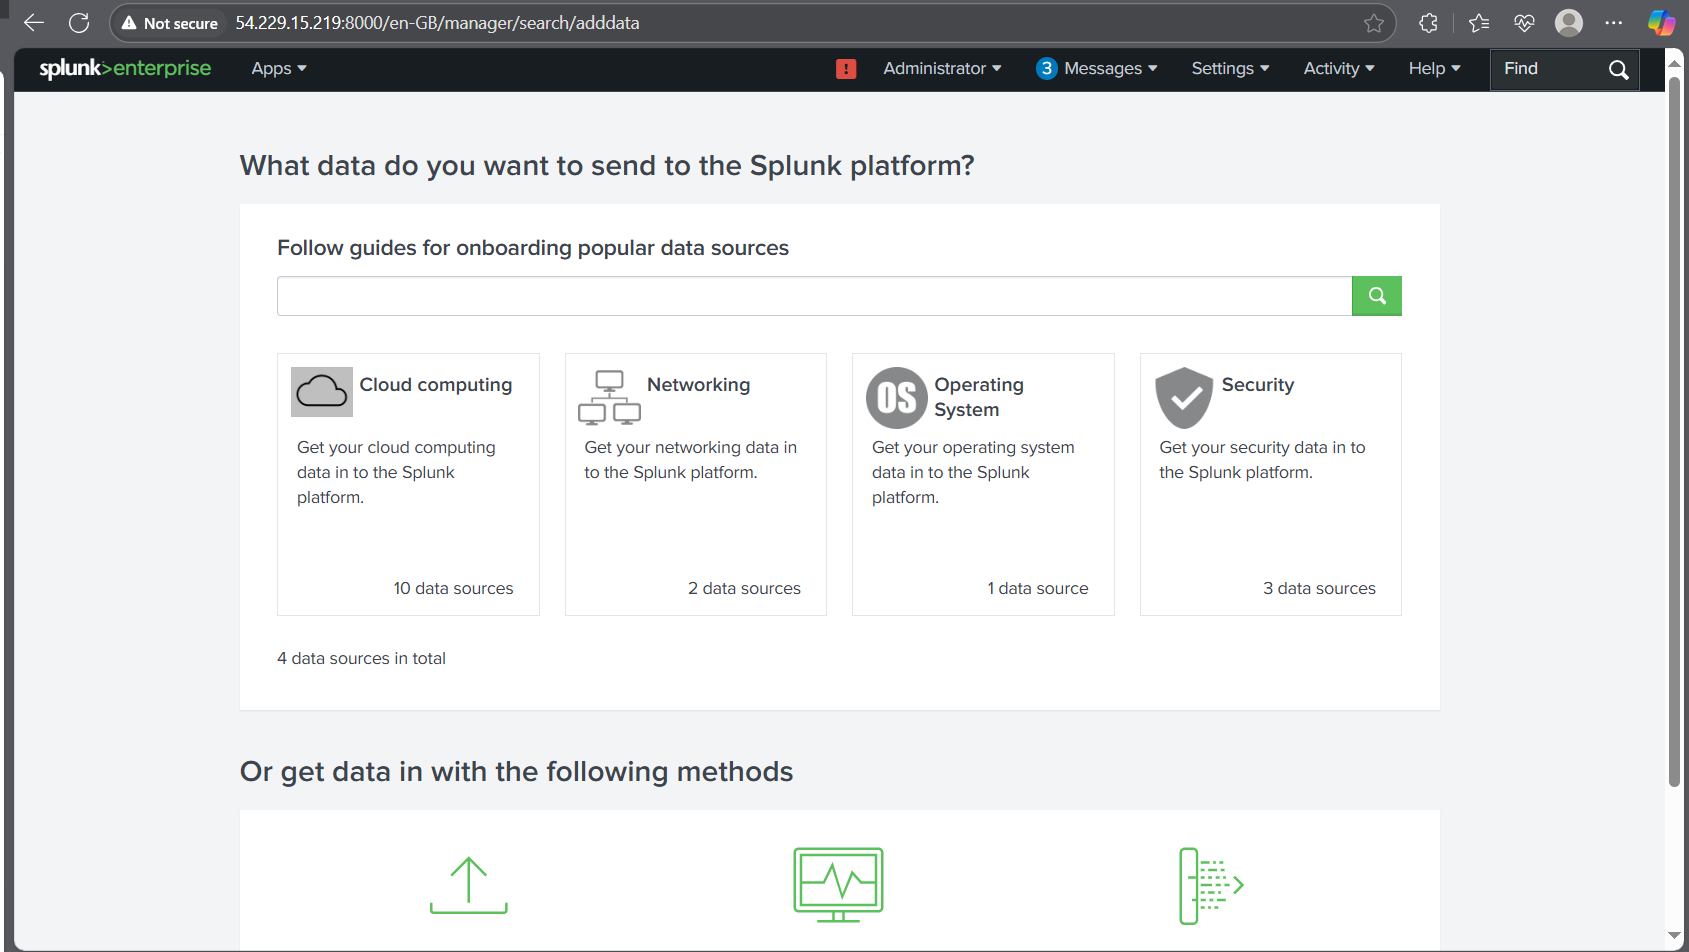 Not secure 54.229.15.219:8000/en-GB/manager/search/adddata
splunk>enterprise Apps ! Administrator 3 Messages Settings Activity Help Find
What data do you want to send to the Splunk platform?
Follow guides for onboarding popular data sources
Cloud computing
Get your cloud computing
data in to the Splunk
platform.
10 data sources
Networking
Get your networking data in
to the Splunk platform.
2 data sources
OS
Operating
System
Get your operating system
data in to the Splunk
platform.
1 data source
Security
Get your security data in to
the Splunk platform.
3 data sources
4 data sources in total
Or get data in with the following methods